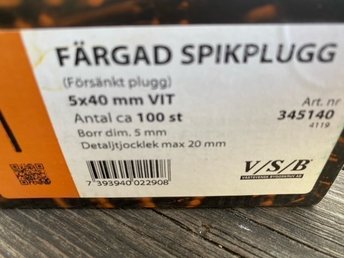 FÄRGAD SPIKPLUGG
(Försänkt plugg)
5x40 mm VIT
Art. nr
Antal ca 100 st
345140
4119
Borr dim, 5 mm
Detaljtjocklek max 20 mm
V/S/B
7 393940 022908